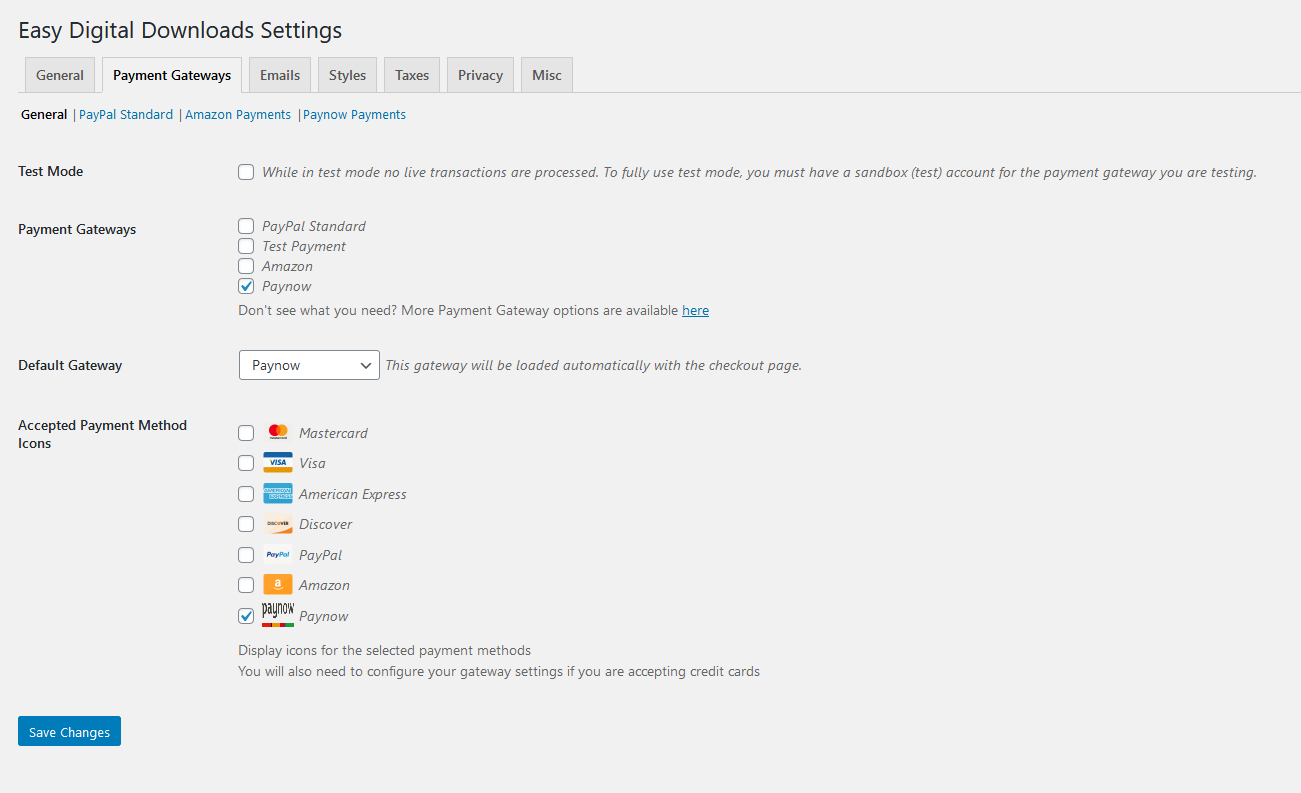 Easy Digital Downloads Settings
General Payment Gateways Emails Styles Taxes Privacy Misc
General | PayPal Standard | Amazon Payments | Paynow Payments
Test Mode While in test mode no live transactions are processed. To fully use test mode, you must have a sandbox (test) account for the payment gateway you are testing.
Payment Gateways PayPal Standard
Test Payment
Amazon
Paynow
Don't see what you need? More Payment Gateway options are available here
Default Gateway Paynow This gateway will be loaded automatically with the checkout page.
Accepted Payment Method
Icons
Mastercard
VISA Visa
AMERICAN EXPRESS American Express
DISCOVER Discover
PayPal PayPal
a Amazon
paynow Paynow
Display icons for the selected payment methods
You will also need to configure your gateway settings if you are accepting credit cards
Save Changes